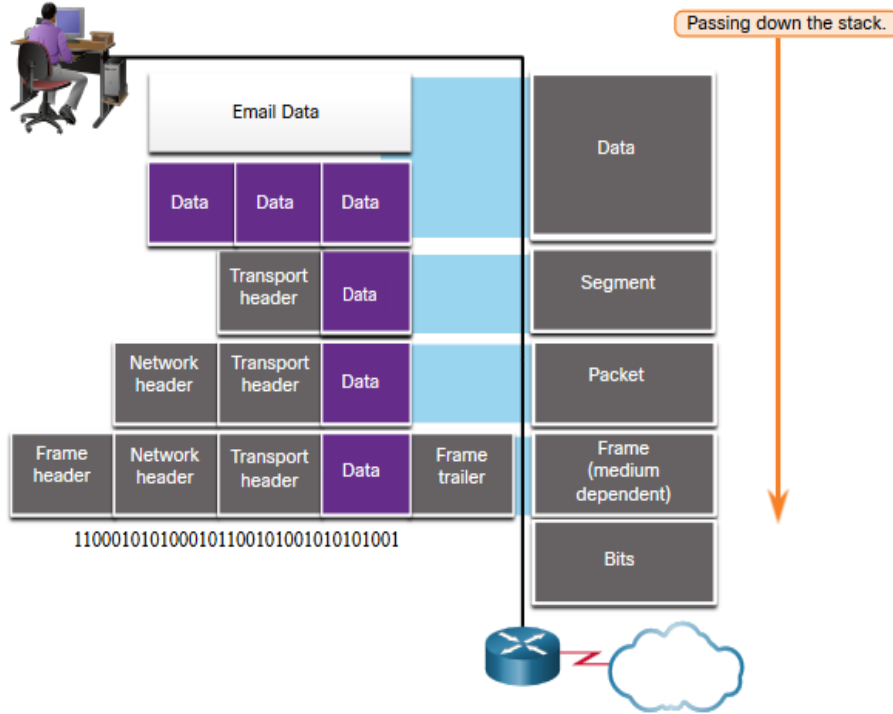 Passing down the stack.
Email Data
Data
Data
Data
Data
Transport
header
Data
Segment
Network
header
Transport
header
Data
Packet
Frame
header
Network
header
Transport
header
Data
Frame
trailer
Frame
(medium
dependent)
1100010101000101100101001010101001
Bits